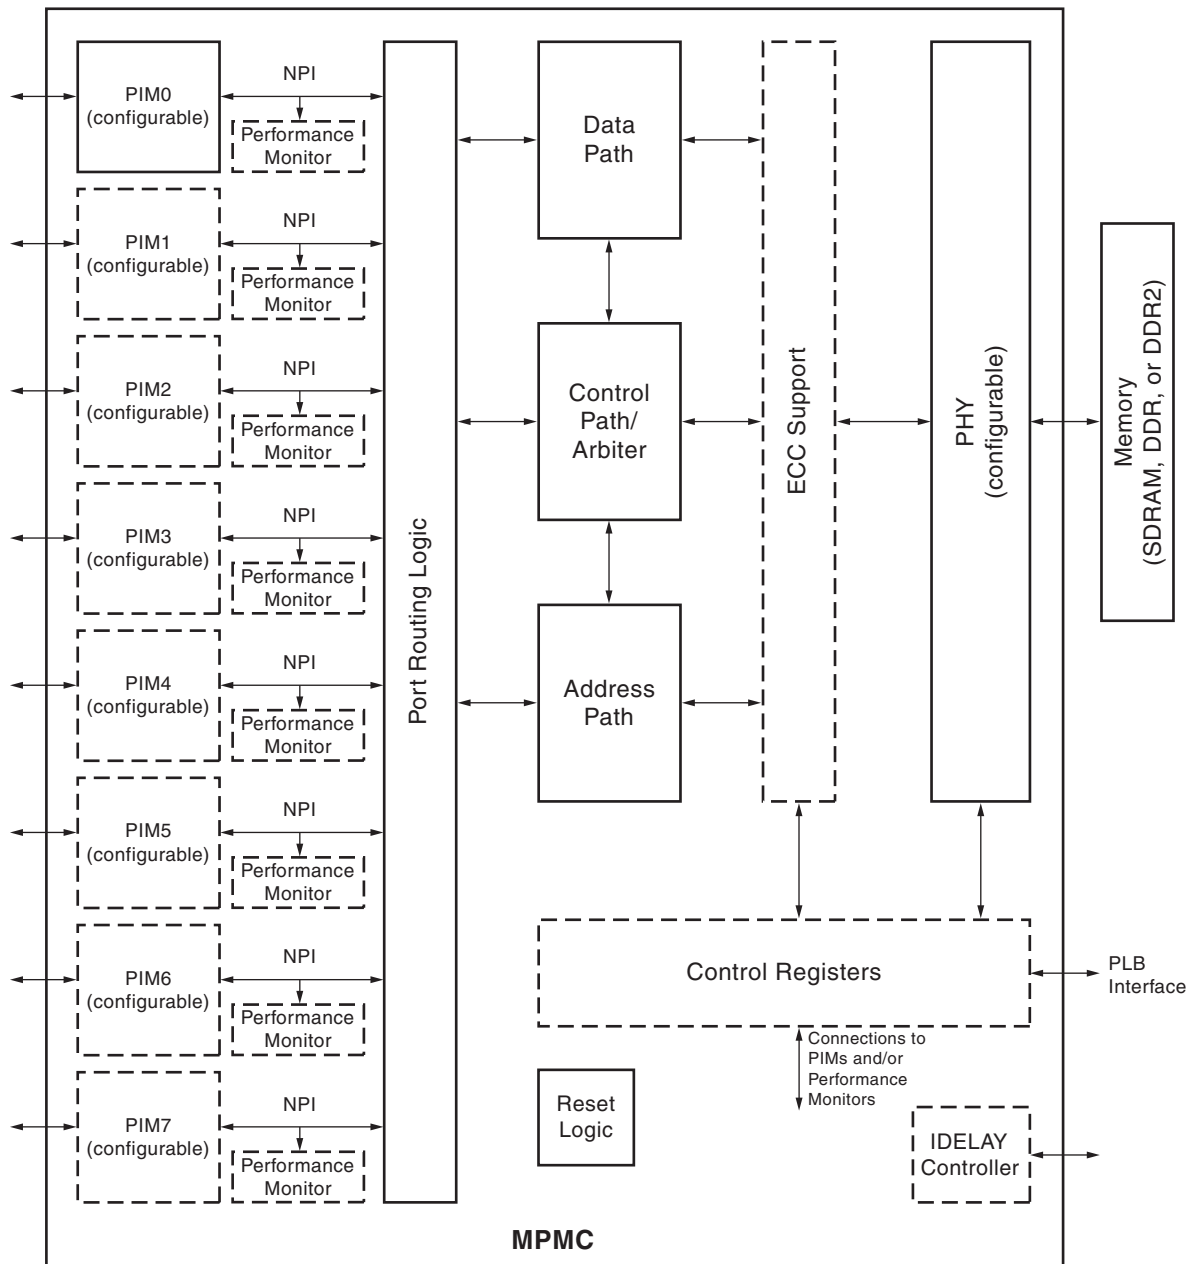 NPI
PIM0
(configurable)
Performance
Monitor
NPI
PIM1
(configurable)
Performance
Monitor
NPI
PIM2
(configurable)
Performance
Monitor
NPI
PIM3
(configurable)
Performance
Monitor
NPI
PIM4
(configurable)
Performance
Monitor
NPI
PIM5
(configurable)
Performance
Monitor
NPI
PIM6
(configurable)
Performance
Monitor
NPI
PIM7
(configurable)
Performance
Monitor
Port Routing Logic
Data
Path
Control
Path/
Arbiter
Address
Path
ECC Support
PHY
(configurable)
Memory
(SDRAM, DDR, or DDR2)
Control Registers
PLB
Interface
Connections to
PIMs and/or
Performance
Monitors
Reset
Logic
IDELAY
Controller
MPMC